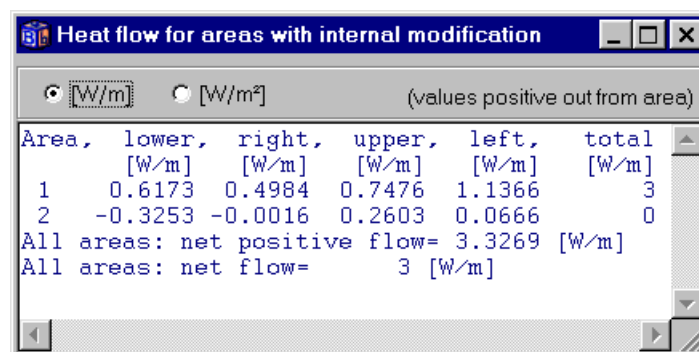 Heat flow for areas with internal modification
[W/m] [W/m²] (values positive out from area)
Area, lower, right, upper, left, total
[W/m] [W/m] [W/m] [W/m] [W/m]
1 0.6173 0.4984 0.7476 1.1366 3
2 -0.3253 -0.0016 0.2603 0.0666 0
All areas: net positive flow= 3.3269 [W/m]
All areas: net flow= 3 [W/m]